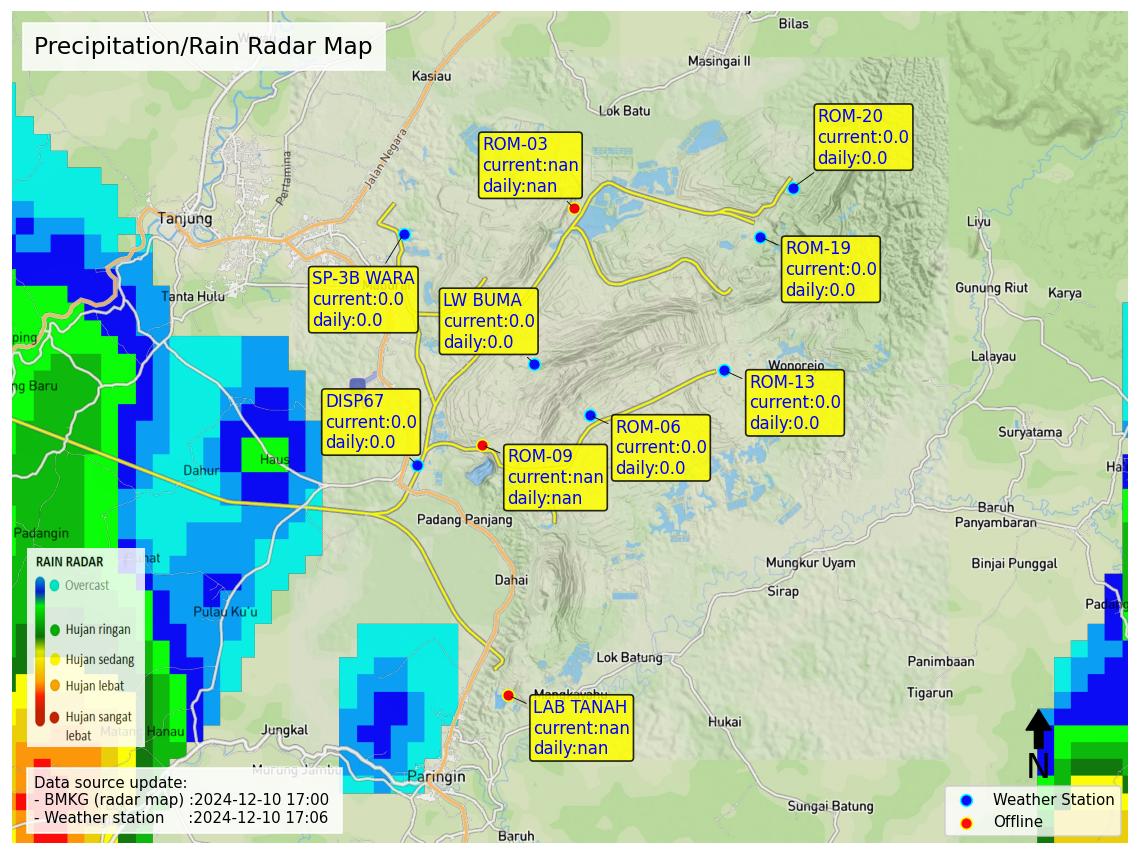 Precipitation/Rain Radar Map
Bilas
Masingai II
Kasiau
Lok Batu
Jalan Negara
Pertamina
Tanjung
Tanta Hulu
ROM-03
current:nan
daily:nan
ROM-20
current:0.0
daily:0.0
ROM-19
current:0.0
daily:0.0
SP-3B WARA
current:0.0
daily:0.0
LW BUMA
current:0.0
daily:0.0
Liyu
Gunung Riut
Karya
Lalayau
Wonorejo
ROM-13
current:0.0
daily:0.0
DISP67
current:0.0
daily:0.0
ROM-06
current:0.0
daily:0.0
ROM-09
current:nan
daily:nan
ping
ng Baru
Dahur
Haus
Suryatama
Ha
Baruh
Panyambaran
Padang Panjang
Padangin
Binjai Punggal
Mungkur Uyam
Dahai
Sirap
Padang
Pulau Ku'u
RAIN RADAR
Overcast
Hujan ringan
Hujan sedang
Hujan lebat
Hujan sangat
lebat
Lok Batung
Panimbaan
Tigarun
Mangkayahu
LAB TANAH
current:nan
daily:nan
Hukai
Jungkal
Hanau
Murung Jambu
Paringin
Sungai Batung
Baruh
N
Data source update:
- BMKG (radar map) :2024-12-10 17:00
- Weather station :2024-12-10 17:06
Weather Station
Offline